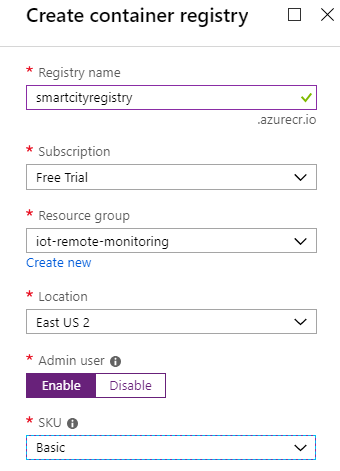 Create container registry
* Registry name
smartcityregistry
.azurecr.io
* Subscription
Free Trial
* Resource group
iot-remote-monitoring
Create new
* Location
East US 2
* Admin user
Enable Disable
* SKU
Basic